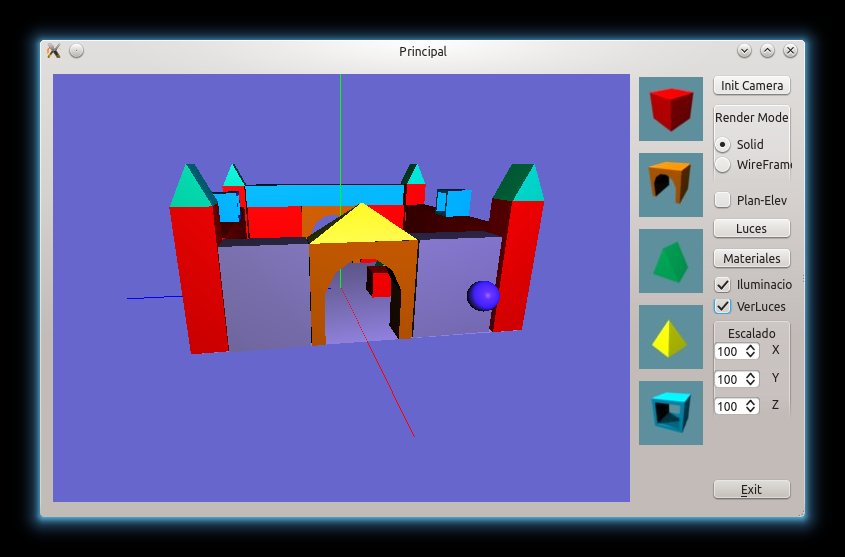 Principal
Init Camera
Render Mode
Solid
WireFram
Plan-Elev
Luces
Materiales
Iluminacio
VerLuces
Escalado
100 X
100 Y
100 Z
Exit